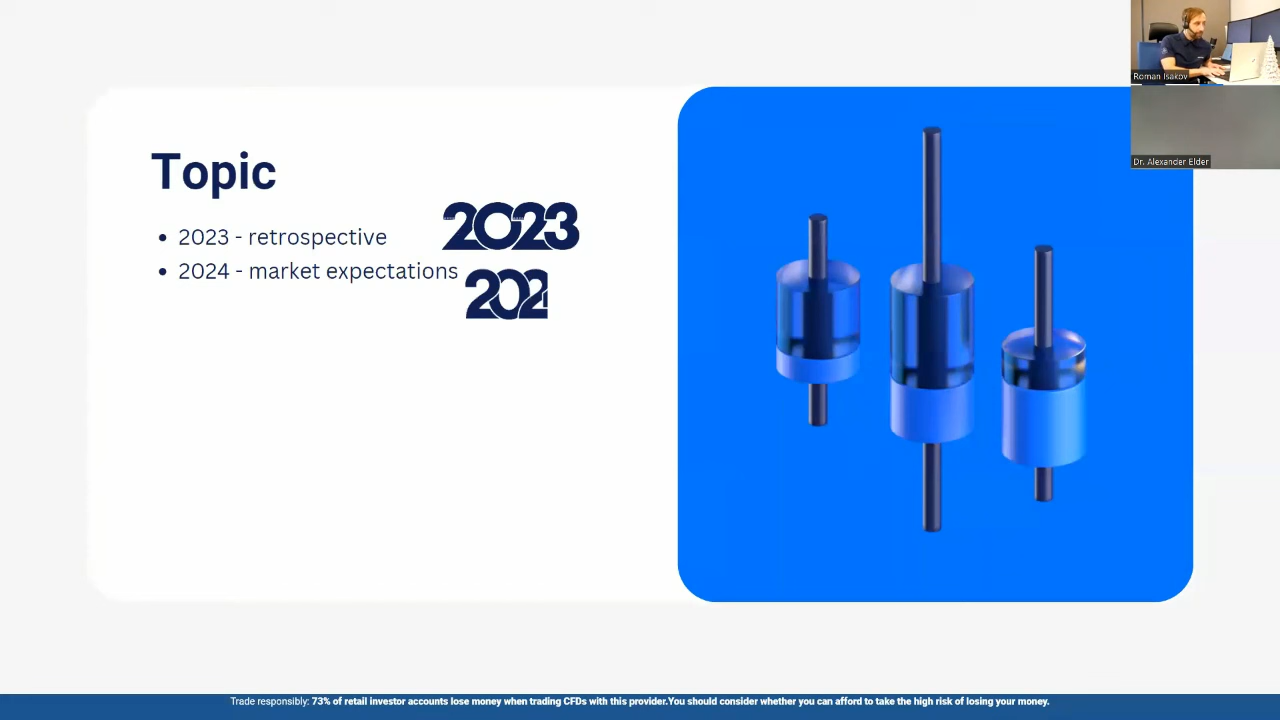 Topic
2023 - retrospective
2023
2024 - market expectations
202
Roman Isakov
Dr. Alexander Elder
Trade responsibly: 73% of retail investor accounts lose money when trading CFDs with this provider.You should consider whether you can afford to take the high risk of losing your money.